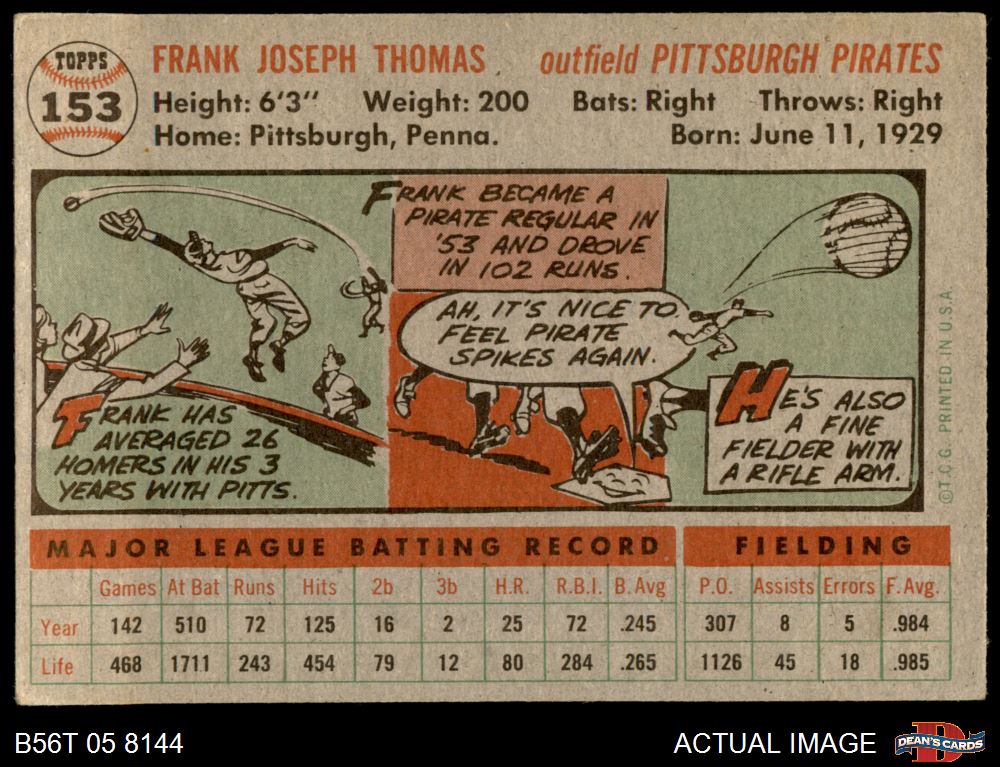 TOPPS
153
FRANK JOSEPH THOMAS outfield PITTSBURGH PIRATES
Height: 6'3" Weight: 200 Bats: Right Throws: Right
Home: Pittsburgh, Penna. Born: June 11, 1929
FRANK HAS
AVERAGED 26
HOMERS IN HIS 3
YEARS WITH PITTS.
FRANK BECAME A
PIRATE REGULAR IN
'53 AND DROVE
IN 102 RUNS.
AH, IT'S NICE TO
FEEL PIRATE
SPIKES AGAIN.
HE'S ALSO
A FINE
FIELDER WITH
A RIFLE ARM.
©T.C.G. PRINTED IN U.S.A.
MAJOR LEAGUE BATTING RECORD FIELDING
Games At Bat Runs Hits 2b 3b H.R. R.B.I. B. Avg P.O. Assists Errors F. Avg.
Year 142 510 72 125 16 2 25 72 .245 307 8 5 .984
Life 468 1711 243 454 79 12 80 284 .265 1126 45 18 .985
B56T 05 8144 ACTUAL IMAGE DEAN'S CARDS